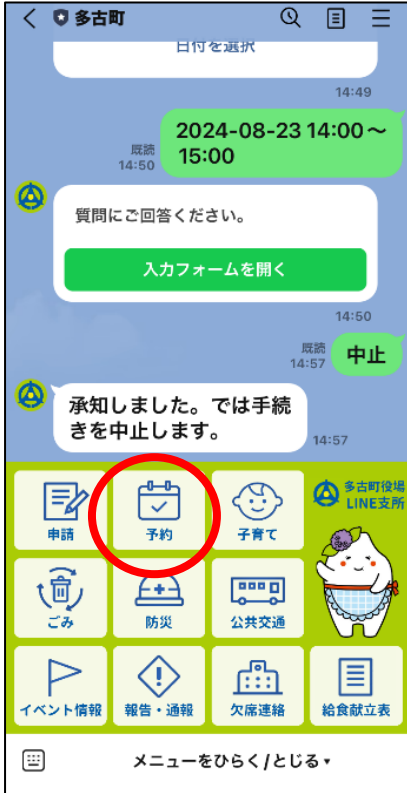 多古町
日付を選択
14:49
2024-08-23 14:00～
15:00
既読
14:50
質問にご回答ください。
入力フォームを開く
14:50
既読
14:57
中止
承知しました。では手続
きを中止します。
14:57
申請
予約
子育て
多古町役場
LINE支所
ごみ
防災
公共交通
イベント情報
報告・通報
欠席連絡
給食献立表
メニューをひらく/とじる▾